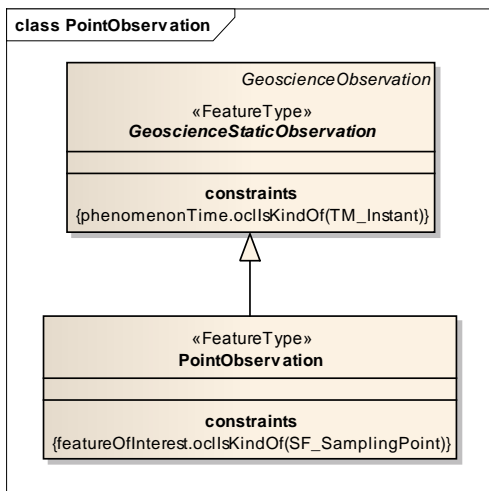 class PointObservation
GeoscienceObservation
«FeatureType»
GeoscienceStaticObservation
constraints
{phenomenonTime.oclIsKindOf(TM_Instant)}
«FeatureType»
PointObservation
constraints
{featureOfInterest.oclIsKindOf(SF_SamplingPoint)}